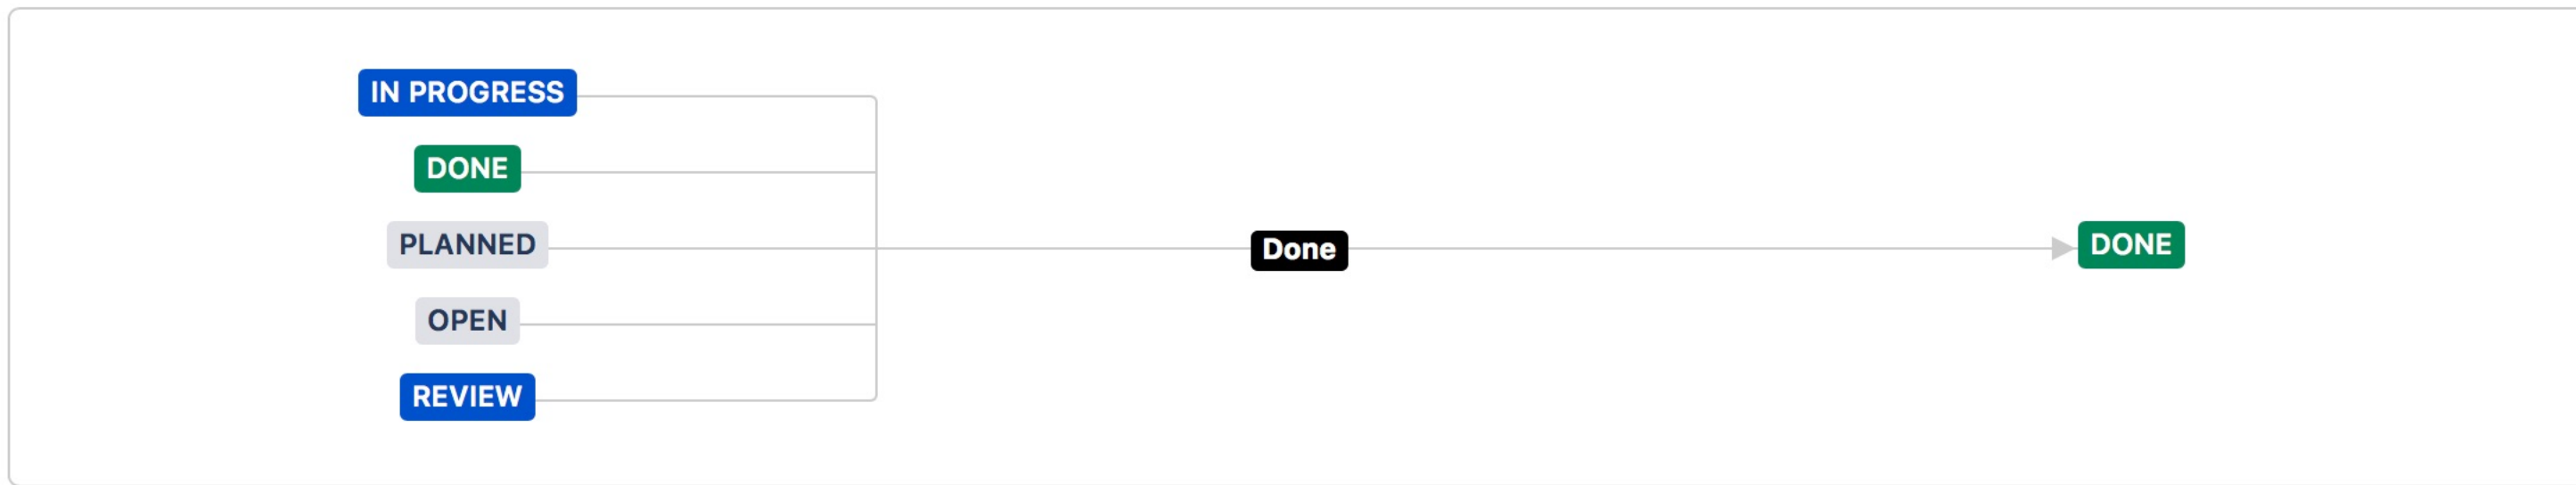 IN PROGRESS
DONE
PLANNED
OPEN
REVIEW
Done
DONE